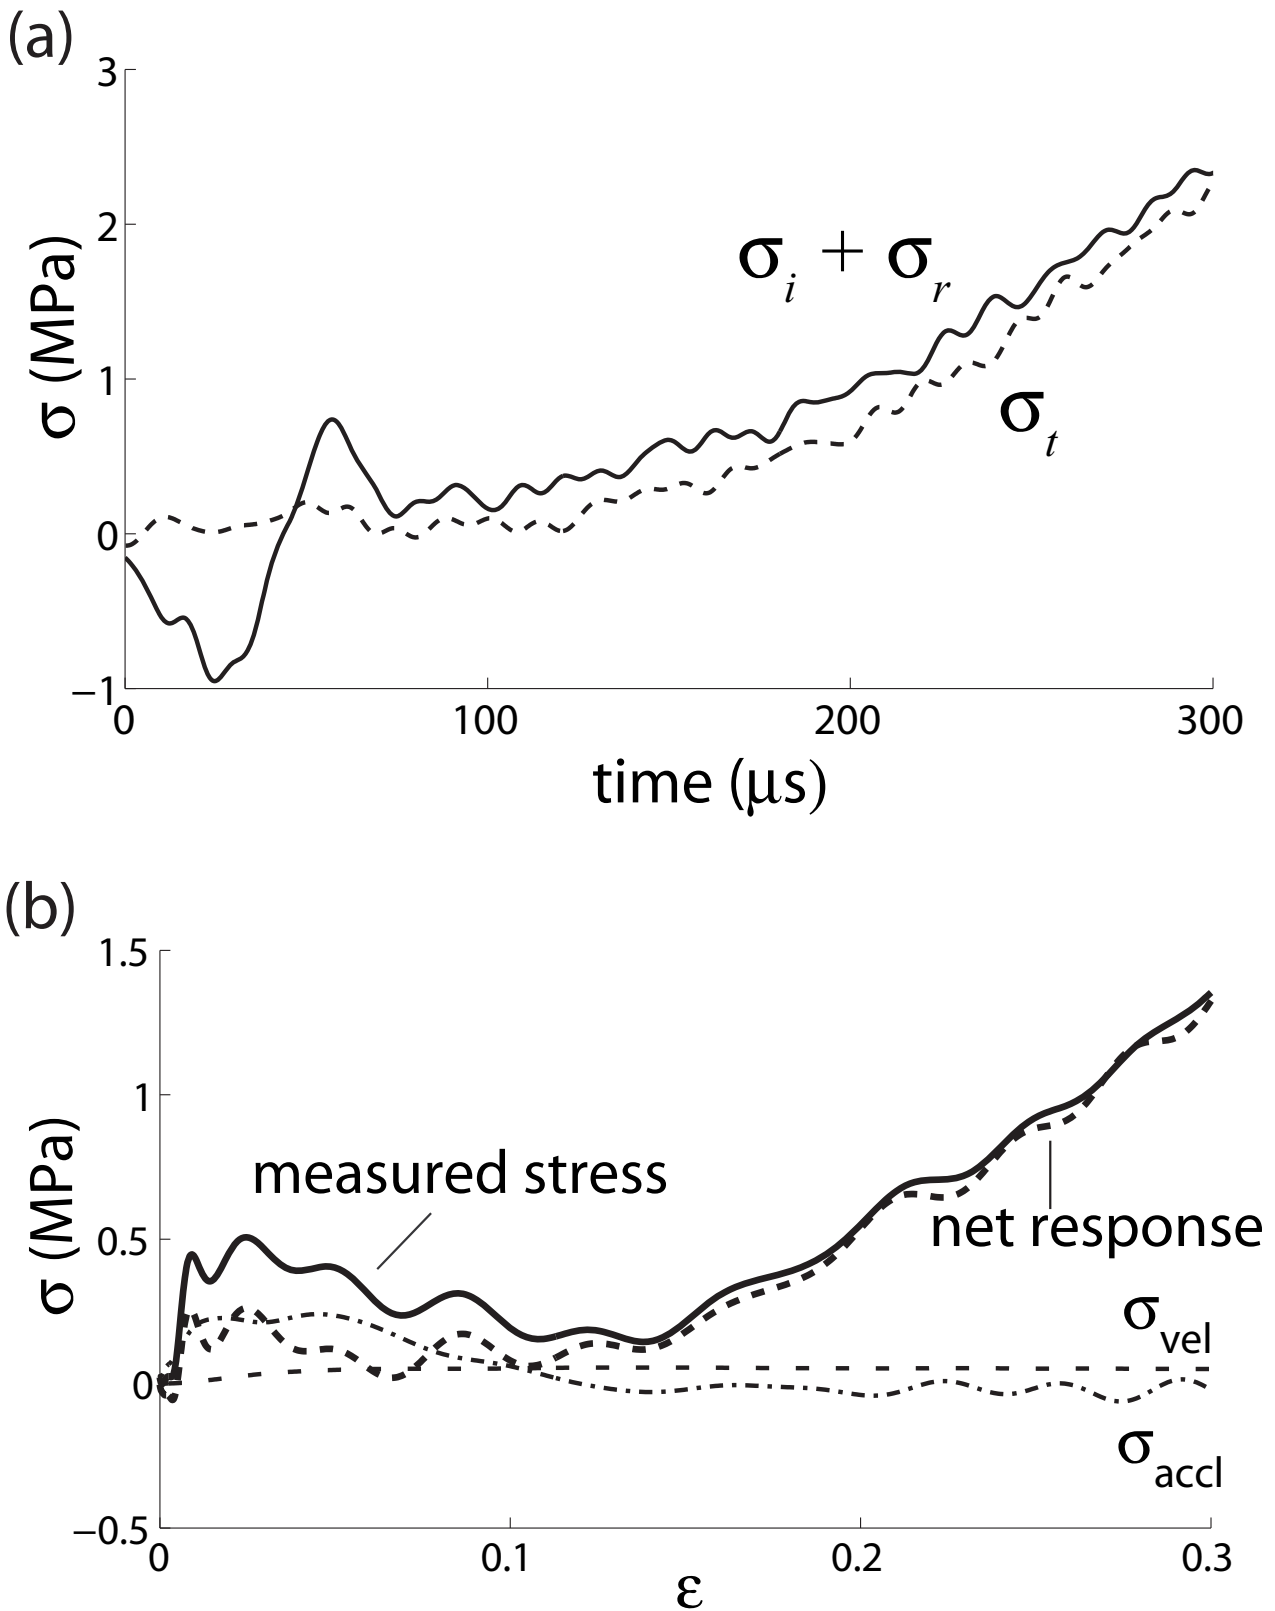 (a)
3
2
1
0
−1
σ (MPa)
σi + σr
σt
0 100 200 300
time (μs)
(b)
1.5
1
0.5
0
−0.5
σ (MPa)
measured stress
net response
σvel
σaccl
0 0.1 0.2 0.3
ε